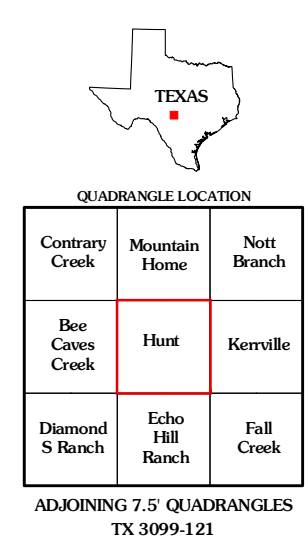 TEXAS
QUADRANGLE LOCATION
Contrary
Creek
Mountain
Home
Nott
Branch
Bee
Caves
Creek
Hunt
Kerrville
Diamond
S Ranch
Echo
Hill
Ranch
Fall
Creek
ADJOINING 7.5' QUADRANGLES
TX 3099-121